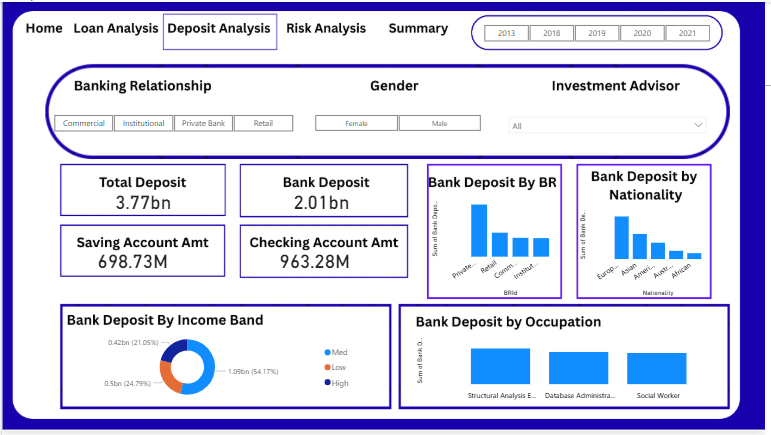 Home Loan Analysis Deposit Analysis Risk Analysis Summary
2013 2018 2019 2020 2021
Banking Relationship
Gender
Investment Advisor
Commercial Institutional Private Bank Retail
Female Male
All
Total Deposit
3.77bn
Bank Deposit
2.01bn
Saving Account Amt
698.73M
Checking Account Amt
963.28M
Bank Deposit By BR
Sum of Bank Depo..
Private... Retail Comm... Institut...
BRId
Bank Deposit by
Nationality
Sum of Bank De..
Europ... Asian Ameri... Austr... African
Nationality
Bank Deposit By Income Band
0.42bn (21.05%)
0.5bn (24.79%)
1.09bn (54.17%)
Med
Low
High
Bank Deposit by Occupation
Sum of Bank D..
Structural Analysis E... Database Administra... Social Worker